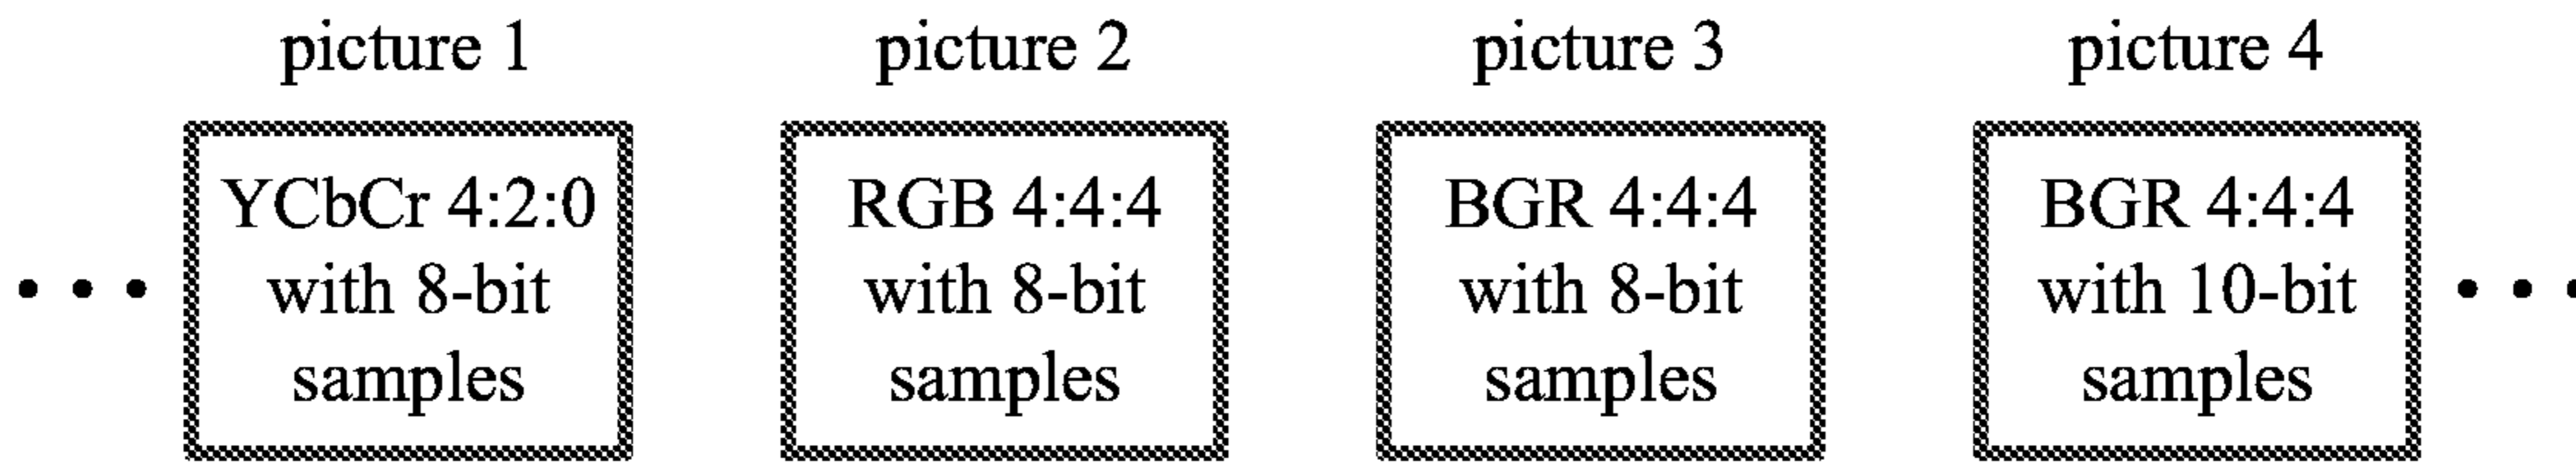 picture 1
YCbCr 4:2:0
with 8-bit
samples
picture 2
RGB 4:4:4
with 8-bit
samples
picture 3
BGR 4:4:4
with 8-bit
samples
picture 4
BGR 4:4:4
with 10-bit
samples